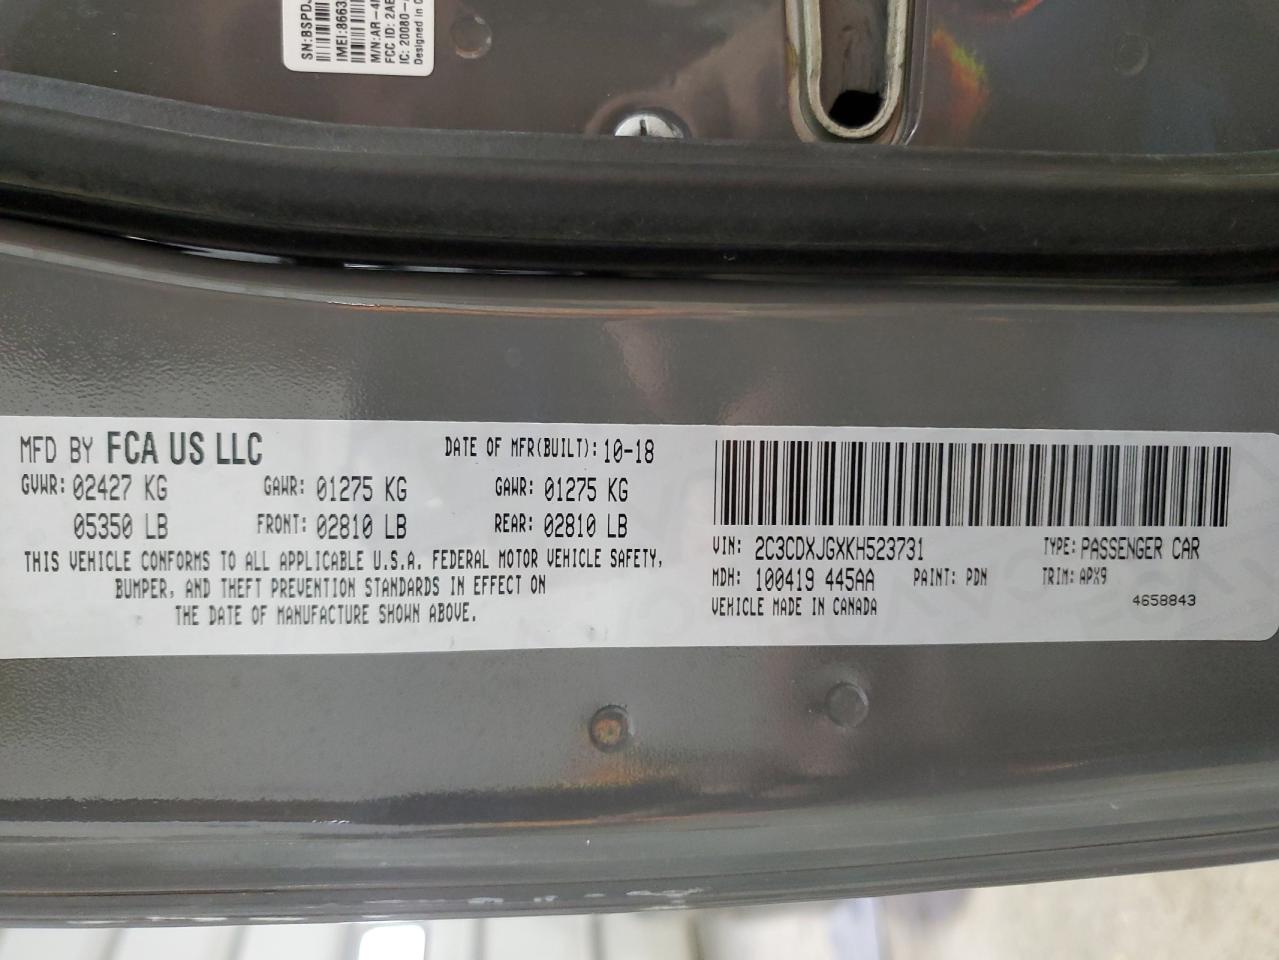 SN:BSPD
IMEI:8663
M/N:AR-4
FCC ID: 2AE
IC: 20080-
Designed in
MFD BY FCA US LLC
DATE OF MFR(BUILT): 10-18
GVWR: 02427 KG GAWR: 01275 KG GAWR: 01275 KG
05350 LB FRONT: 02810 LB REAR: 02810 LB
THIS VEHICLE CONFORMS TO ALL APPLICABLE U.S.A. FEDERAL MOTOR VEHICLE SAFETY,
BUMPER, AND THEFT PREVENTION STANDARDS IN EFFECT ON
THE DATE OF MANUFACTURE SHOWN ABOVE.
VIN: 2C3CDXJGXKH523731 TYPE: PASSENGER CAR
MDH: 100419 445AA PAINT: PDN TRIM: APX9
VEHICLE MADE IN CANADA 4658843